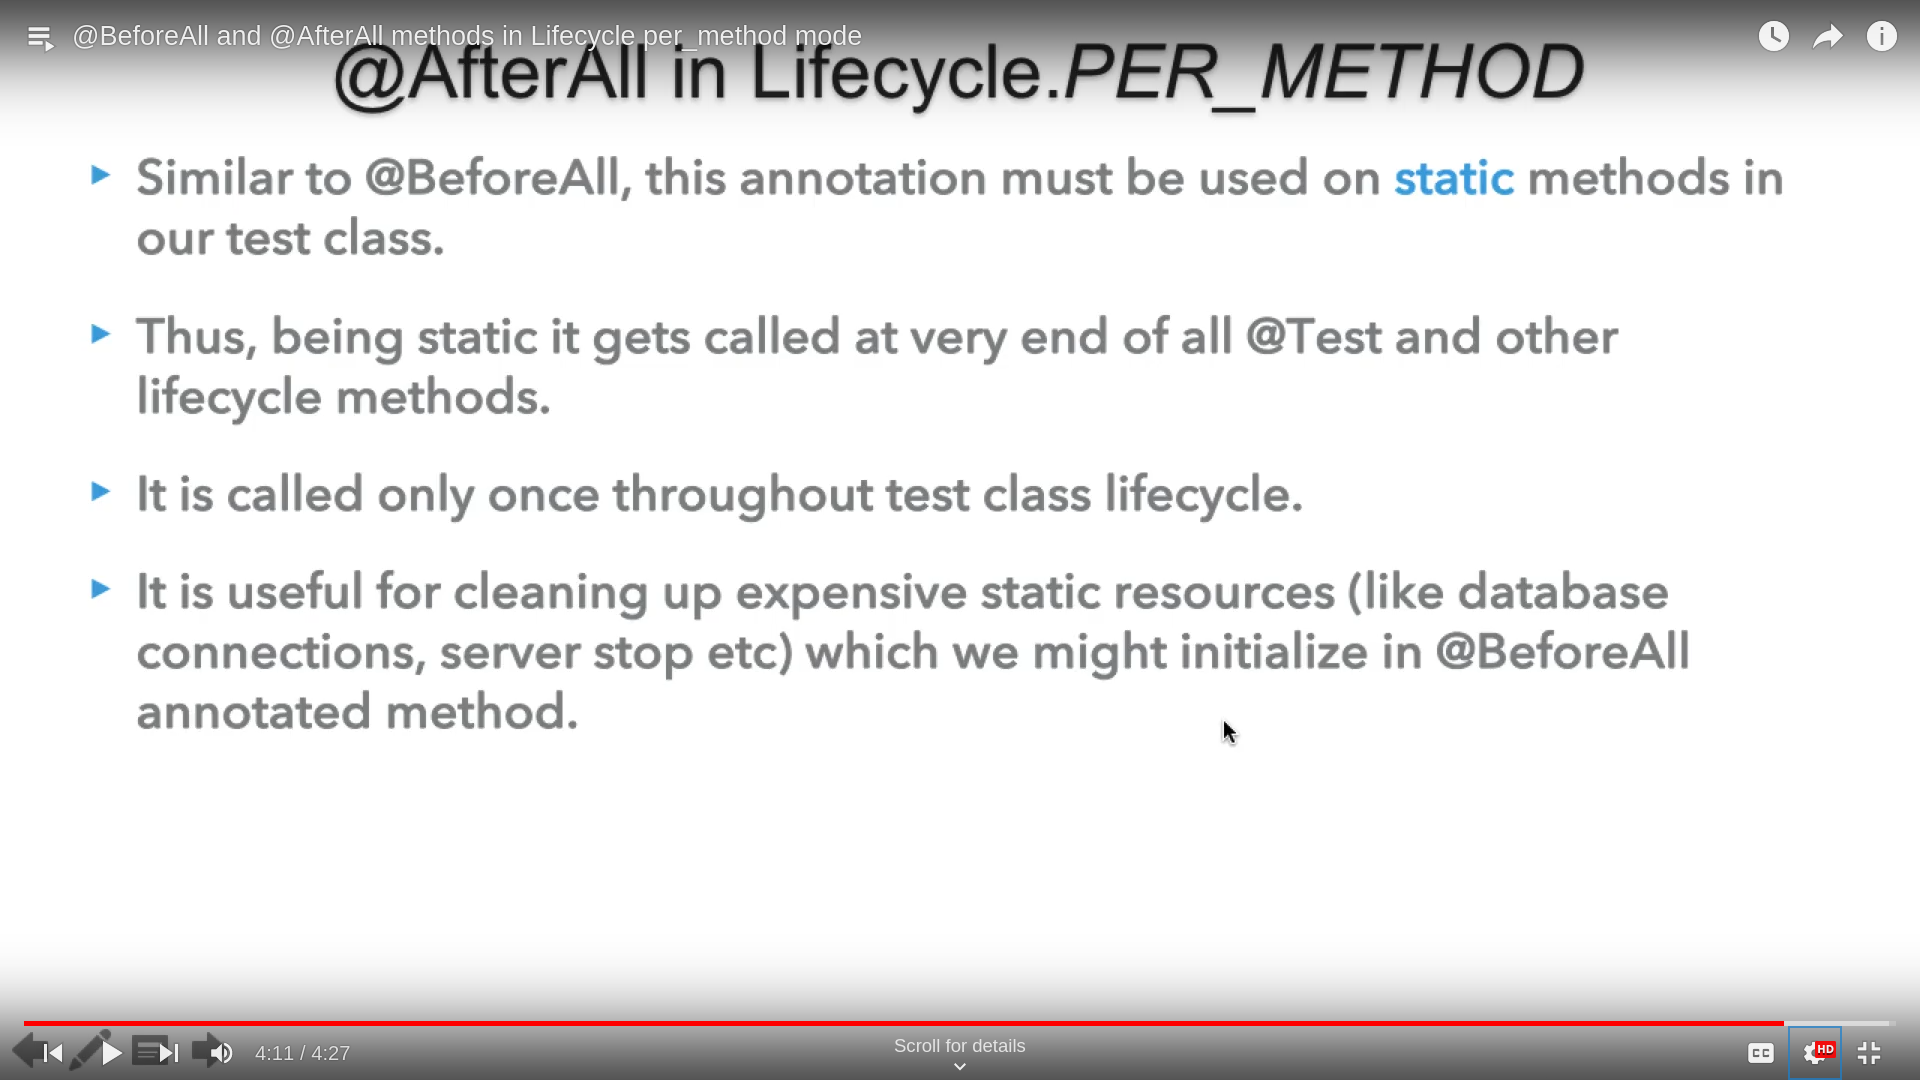 @BeforeAll and @AfterAll methods in Lifecycle per_method mode
@AfterAll in Lifecycle.PER_METHOD
Similar to @BeforeAll, this annotation must be used on static methods in
our test class.
Thus, being static it gets called at very end of all @Test and other
lifecycle methods.
It is called only once throughout test class lifecycle.
It is useful for cleaning up expensive static resources (like database
connections, server stop etc) which we might initialize in @BeforeAll
annotated method.
4:11 / 4:27
Scroll for details
CC
HD